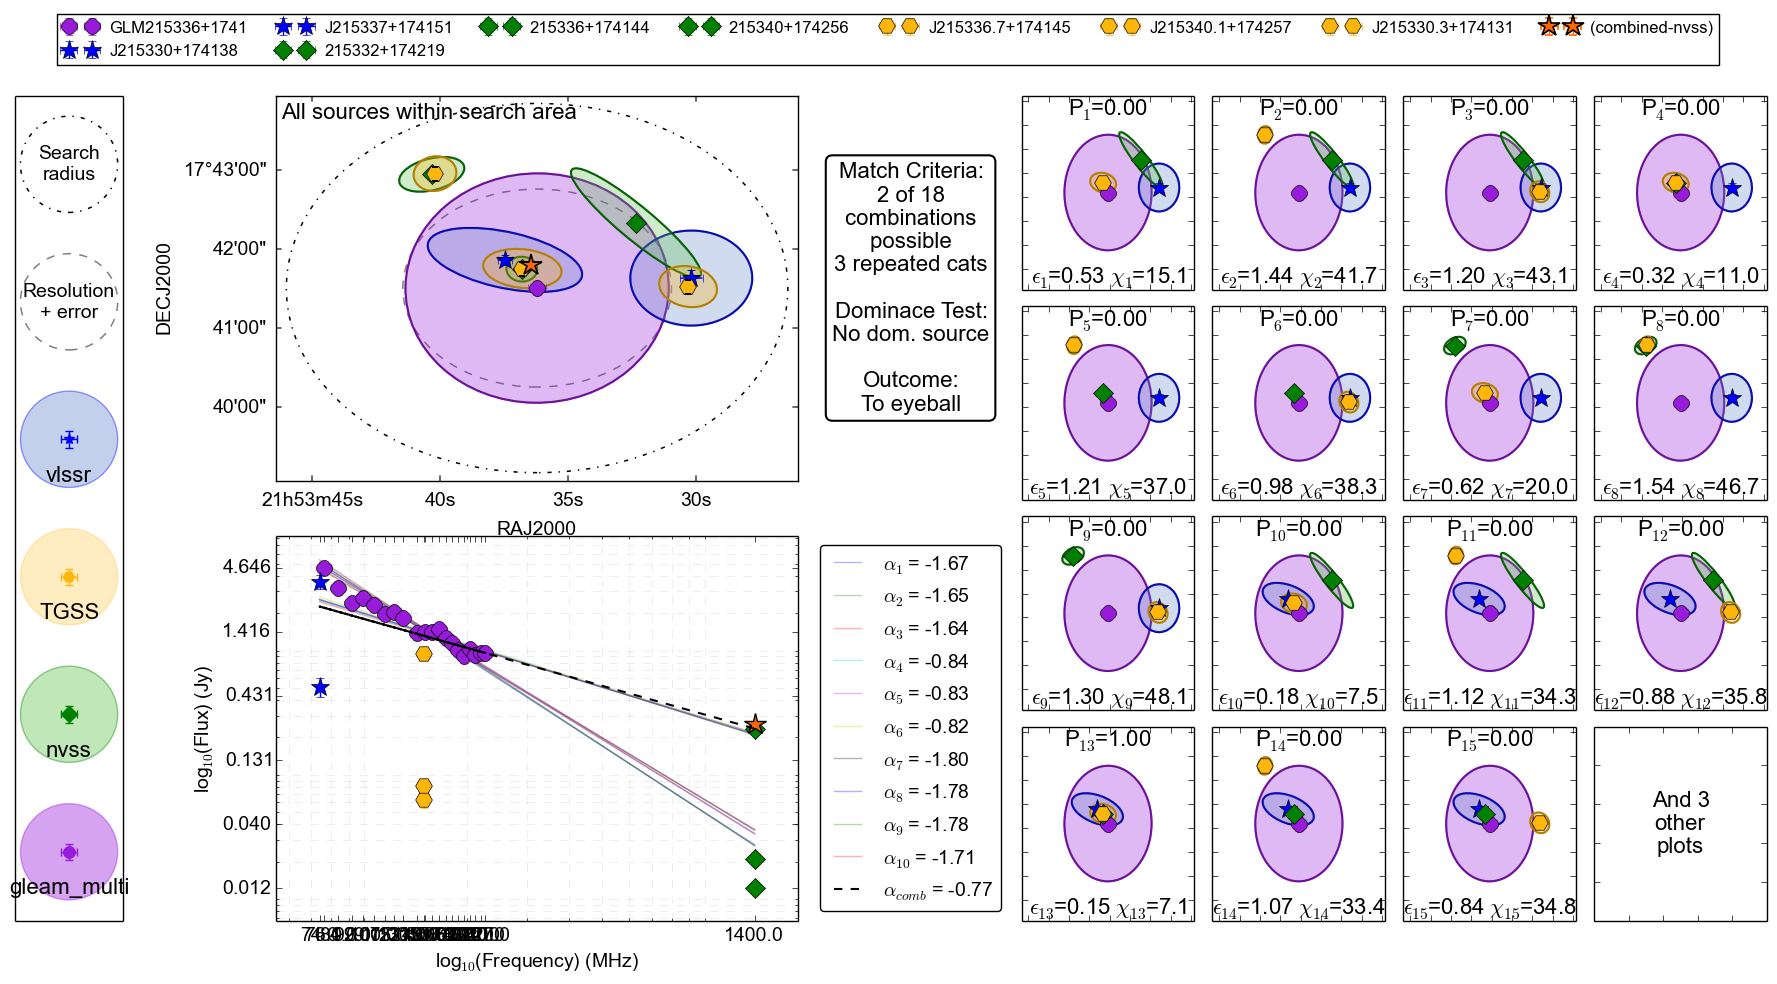 GLM215336+1741
J215337+174151
215336+174144
215340+174256
J215336.7+174145
J215340.1+174257
J215330.3+174131
(combined-nvss)
J215330+174138
215332+174219
Search
radius
Resolution
+ error
vlssr
TGSS
nvss
gleam_multi
All sources within search area
DECJ2000
17°43'00"
42'00"
41'00"
40'00"
21h53m45s
40s
35s
30s
RAJ2000
Match Criteria:
2 of 18
combinations
possible
3 repeated cats
Dominace Test:
No dom. source
Outcome:
To eyeball
log10(Flux) (Jy)
4.646
1.416
0.431
0.131
0.040
0.012
1400.0
log10(Frequency) (MHz)
α1 = -1.67
α2 = -1.65
α3 = -1.64
α4 = -0.84
α5 = -0.83
α6 = -0.82
α7 = -1.80
α8 = -1.78
α9 = -1.78
α10 = -1.71
αcomb = -0.77
P1=0.00
ϵ1=0.53 χ1=15.1
P2=0.00
ϵ2=1.44 χ2=41.7
P3=0.00
ϵ3=1.20 χ3=43.1
P4=0.00
ϵ4=0.32 χ4=11.0
P5=0.00
ϵ5=1.21 χ5=37.0
P6=0.00
ϵ6=0.98 χ6=38.3
P7=0.00
ϵ7=0.62 χ7=20.0
P8=0.00
ϵ8=1.54 χ8=46.7
P9=0.00
ϵ9=1.30 χ9=48.1
P10=0.00
ϵ10=0.18 χ10=7.5
P11=0.00
ϵ11=1.12 χ11=34.3
P12=0.00
ϵ12=0.88 χ12=35.8
P13=1.00
ϵ13=0.15 χ13=7.1
P14=0.00
ϵ14=1.07 χ14=33.4
P15=0.00
ϵ15=0.84 χ15=34.8
And 3
other
plots